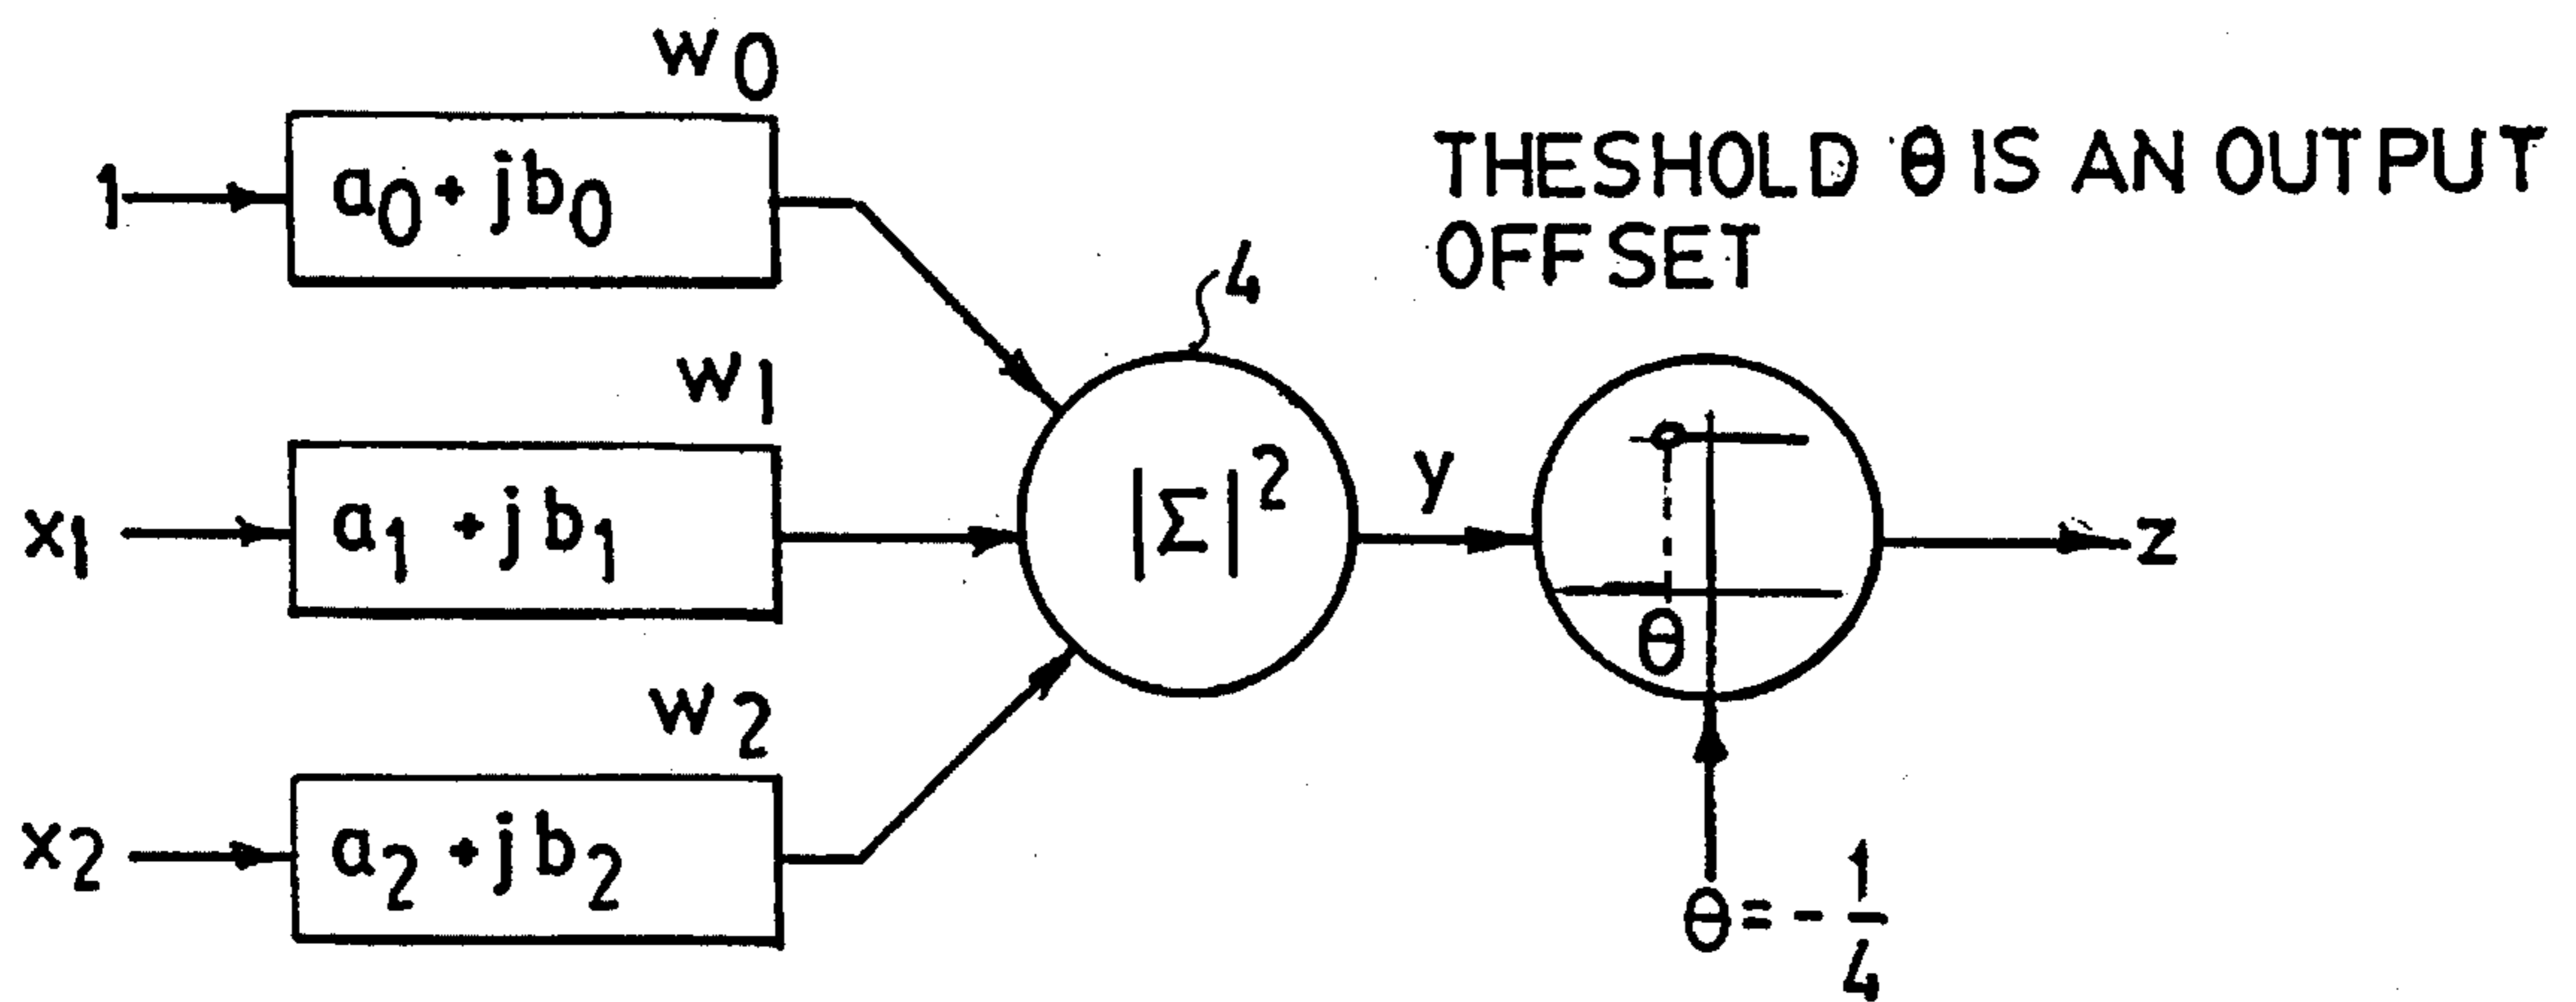 w0
1
a0 + jb0
THESHOLD θ IS AN OUTPUT
OFFSET
4
w1
x1
a1 + jb1
|Σ|2
y
θ
z
w2
x2
a2 + jb2
θ = - 1/4